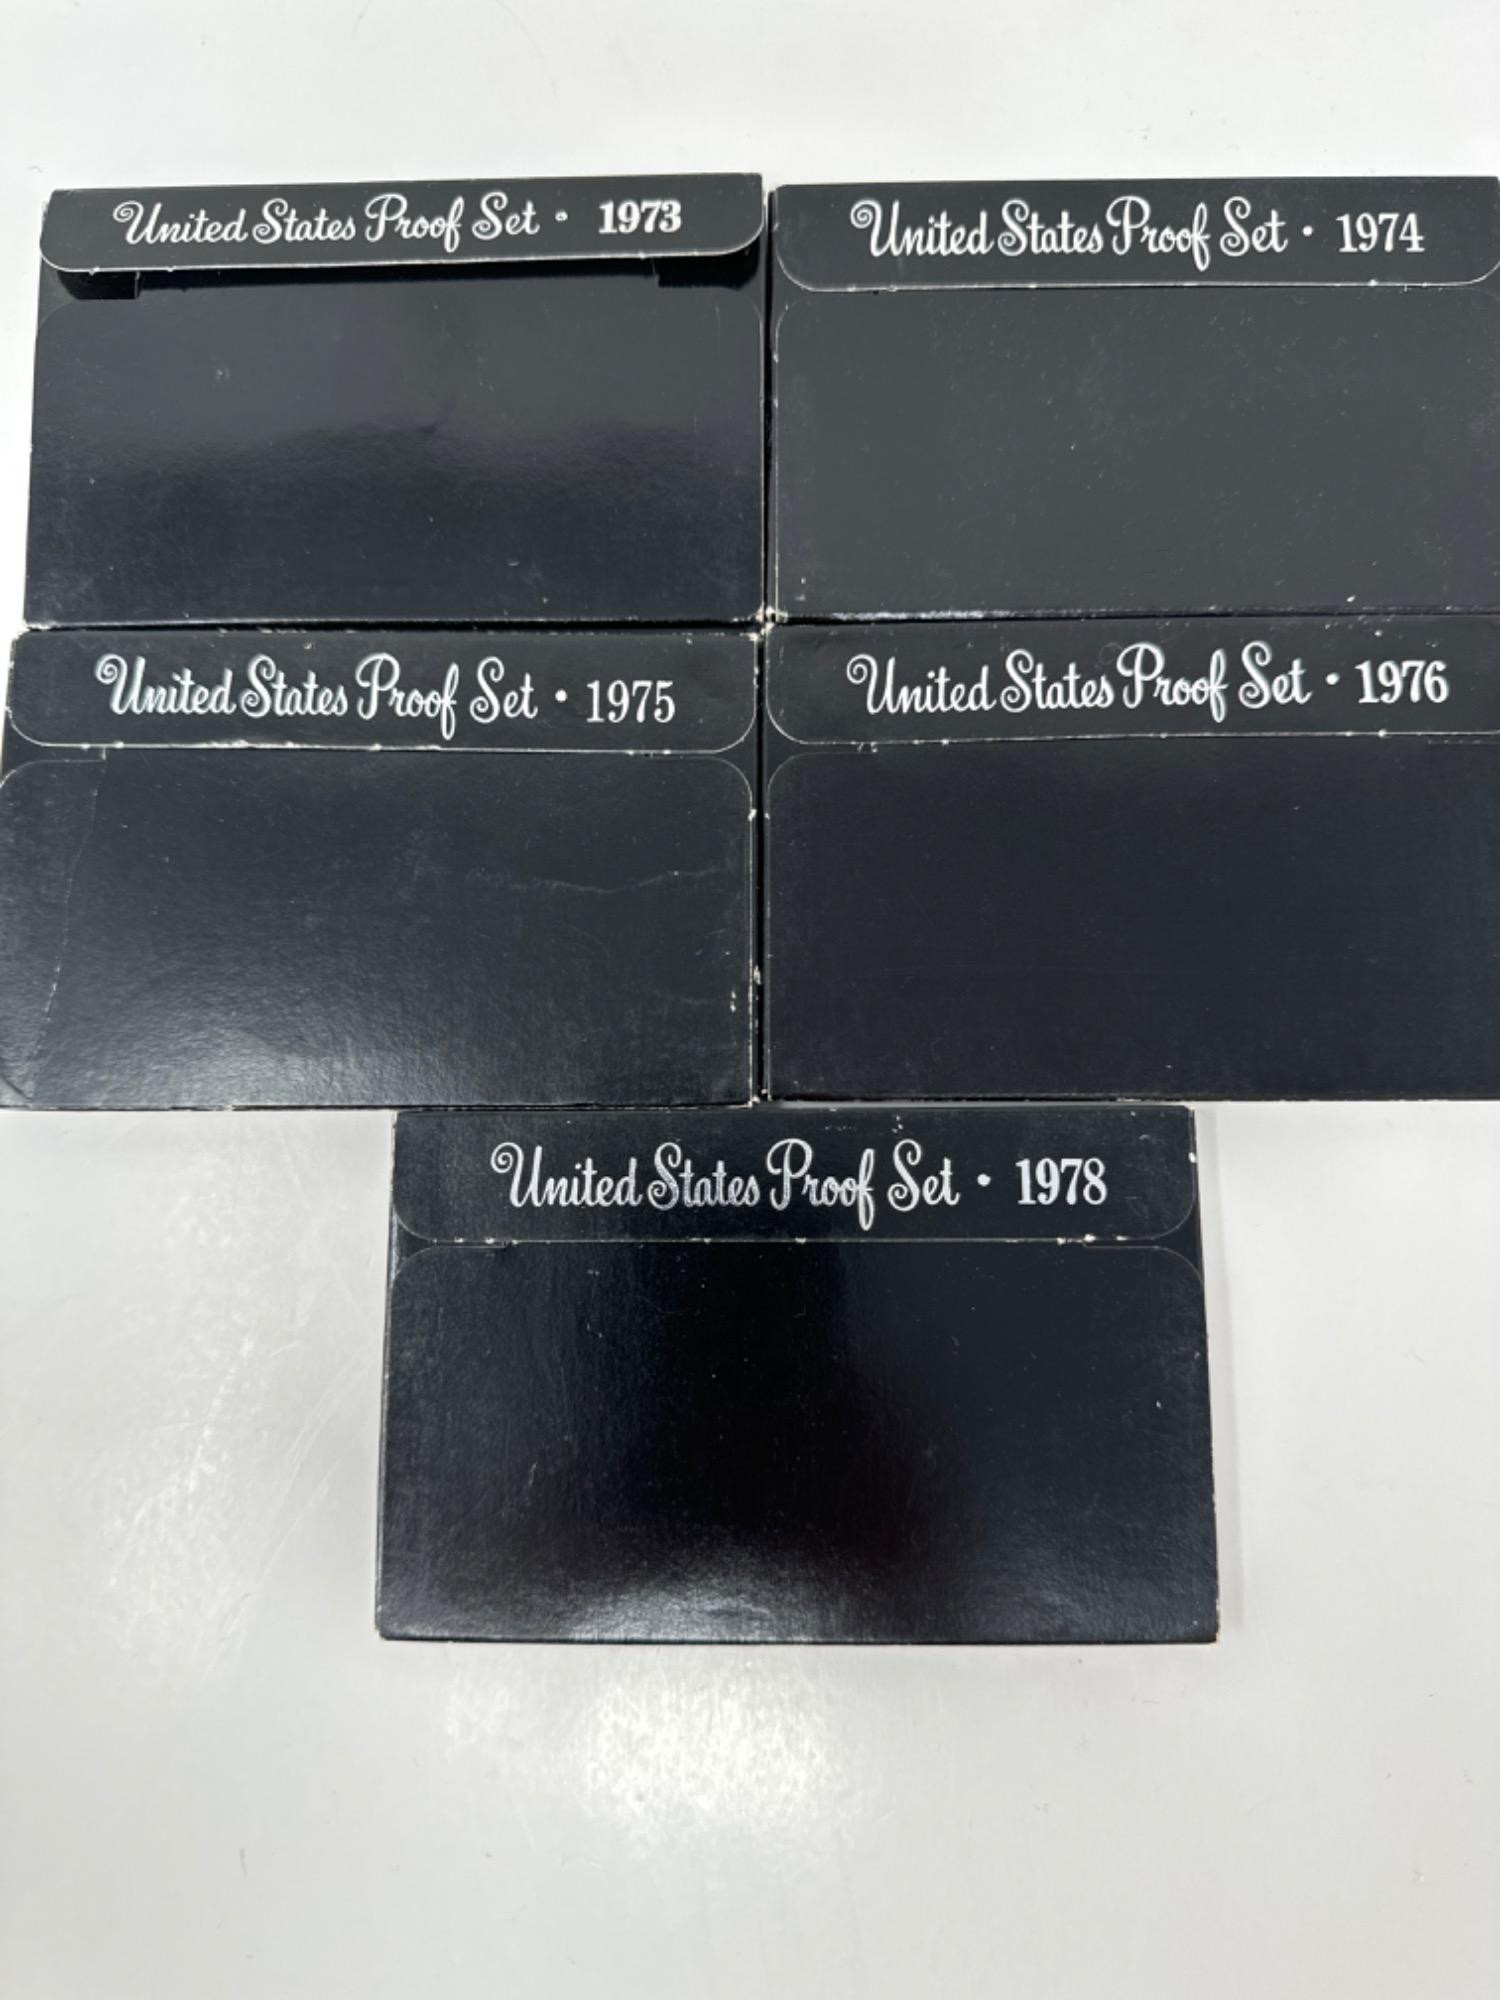 United States Proof Set • 1973
United States Proof Set • 1974
United States Proof Set • 1975
United States Proof Set • 1976
United States Proof Set • 1978